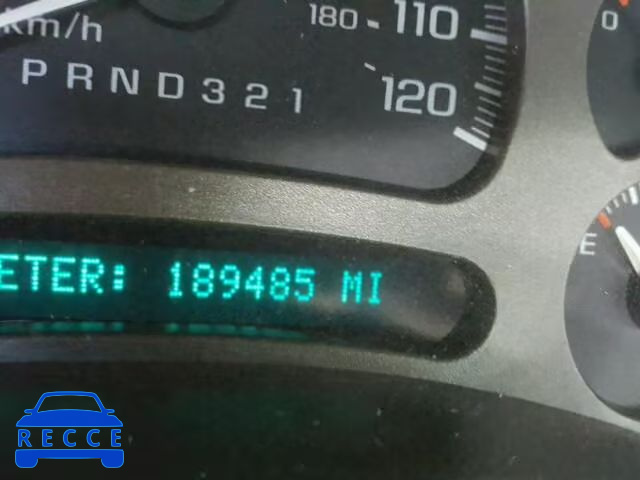 180 110
km/h
PRND321 120
0
E
ETER: 189485 MI
RECCE